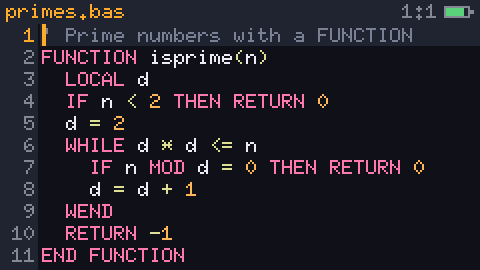 primes.bas 1:1
1 ' Prime numbers with a FUNCTION
2 FUNCTION isprime(n)
3   LOCAL d
4   IF n < 2 THEN RETURN 0
5   d = 2
6   WHILE d * d <= n
7     IF n MOD d = 0 THEN RETURN 0
8     d = d + 1
9   WEND
10   RETURN -1
11 END FUNCTION